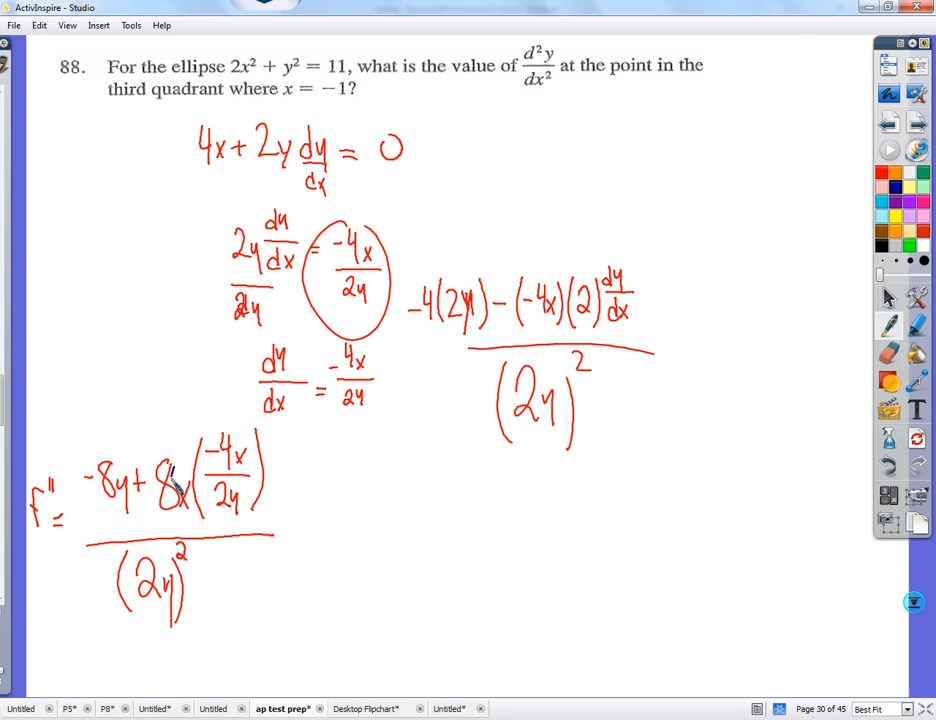 ActivInspire - Studio
File Edit View Insert Tools Help
88. For the ellipse 2x² + y² = 11, what is the value of d²y/dx² at the point in the
third quadrant where x = −1?
4x + 2y dy/dx = 0
2y dy/dx / 2y = -4x/2y
dy/dx = -4x/2y
-4(2y) - (-4x)(2) dy/dx
(2y)²
f'' =
-8y + 8x(-4x/2y)
(2y)²
Untitled P5* P8* Untitled* Untitled ap test prep* Desktop Flipchart* Untitled* Page 30 of 45 Best Fit